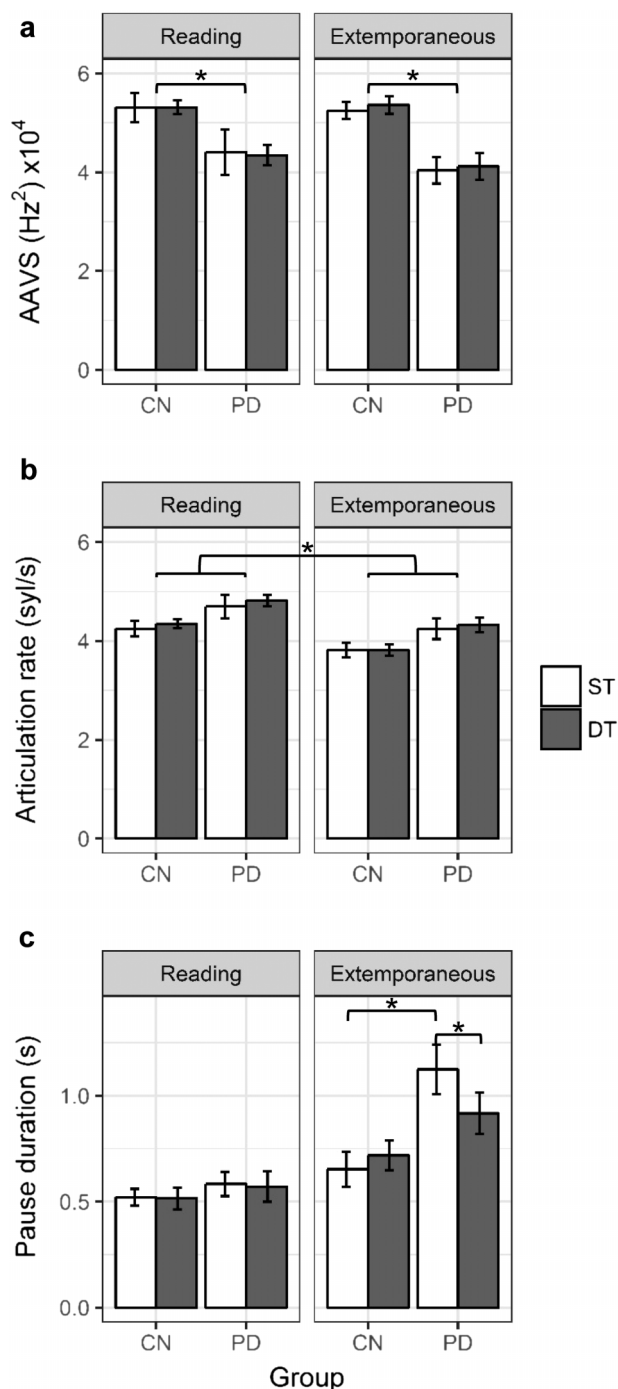 a
Reading
Extemporaneous
AAVS (Hz²) x10⁴
6
4
2
0
*
*
CN
PD
CN
PD
b
Reading
Extemporaneous
Articulation rate (syl/s)
6
4
2
0
*
CN
PD
CN
PD
ST
DT
c
Reading
Extemporaneous
Pause duration (s)
1.0
0.5
0.0
*
*
CN
PD
CN
PD
Group